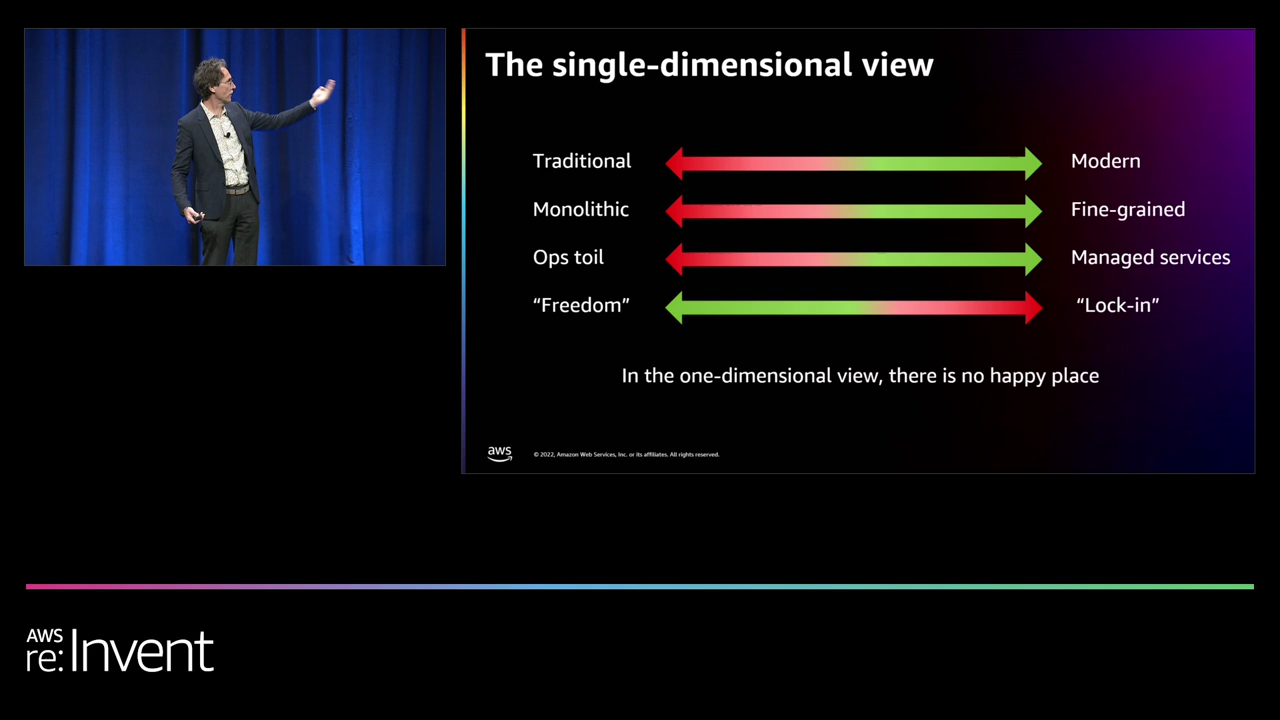 The single-dimensional view
Traditional
Modern
Monolithic
Fine-grained
Ops toil
Managed services
“Freedom”
“Lock-in”
In the one-dimensional view, there is no happy place
aws
© 2022, Amazon Web Services, Inc. or its affiliates. All rights reserved.
AWS
re:Invent